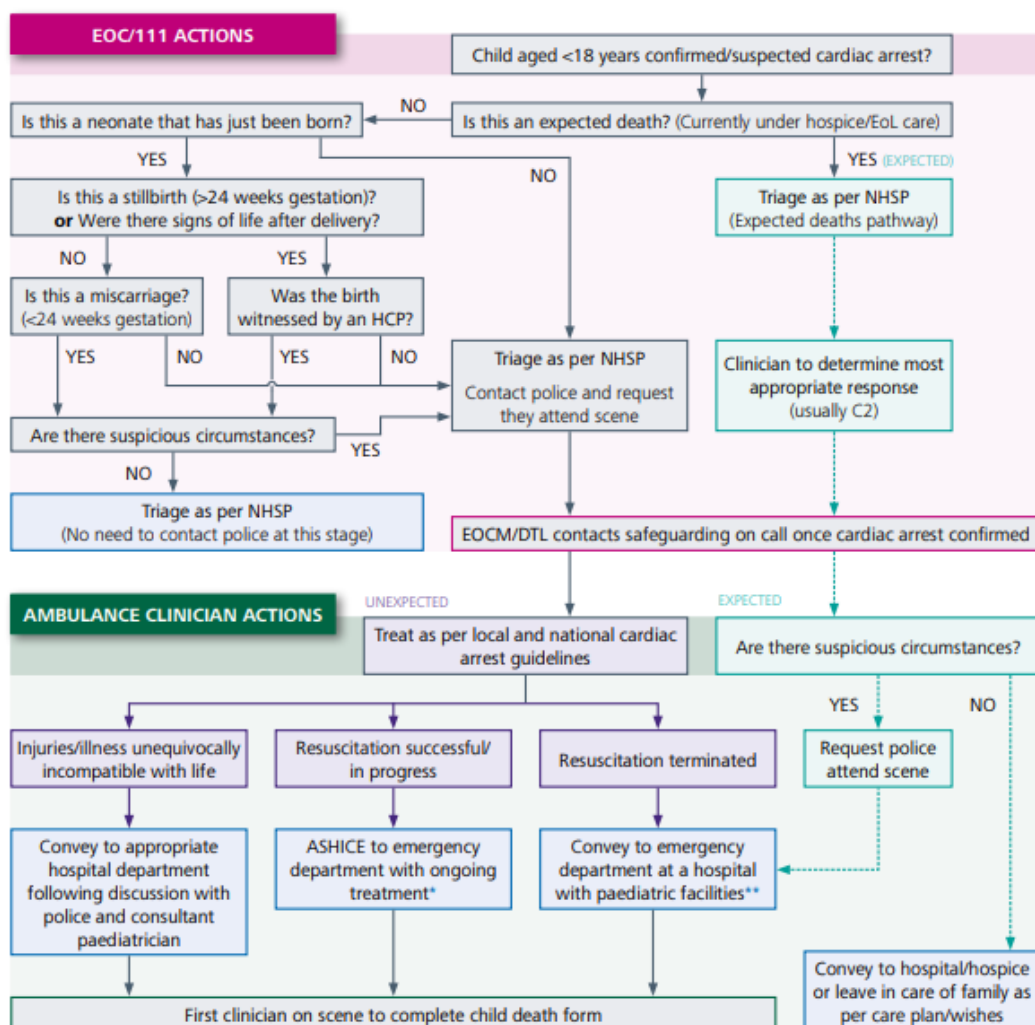 EOC/111 ACTIONS
Child aged <18 years confirmed/suspected cardiac arrest?
Is this an expected death? (Currently under hospice/EoL care)
NO
Is this a neonate that has just been born?
YES
NO
YES (EXPECTED)
Is this a stillbirth (>24 weeks gestation)?
or Were there signs of life after delivery?
Triage as per NHSP
(Expected deaths pathway)
NO
YES
Is this a miscarriage?
(<24 weeks gestation)
Was the birth
witnessed by an HCP?
YES
NO
YES
NO
Triage as per NHSP
Contact police and request
they attend scene
Clinician to determine most
appropriate response
(usually C2)
Are there suspicious circumstances?
YES
NO
Triage as per NHSP
(No need to contact police at this stage)
EOCM/DTL contacts safeguarding on call once cardiac arrest confirmed
AMBULANCE CLINICIAN ACTIONS
UNEXPECTED
EXPECTED
Treat as per local and national cardiac
arrest guidelines
Are there suspicious circumstances?
YES
NO
Injuries/illness unequivocally
incompatible with life
Resuscitation successful/
in progress
Resuscitation terminated
Request police
attend scene
Convey to appropriate
hospital department
following discussion with
police and consultant
paediatrician
ASHICE to emergency
department with ongoing
treatment*
Convey to emergency
department at a hospital
with paediatric facilities**
Convey to hospital/hospice
or leave in care of family as
per care plan/wishes
First clinician on scene to complete child death form